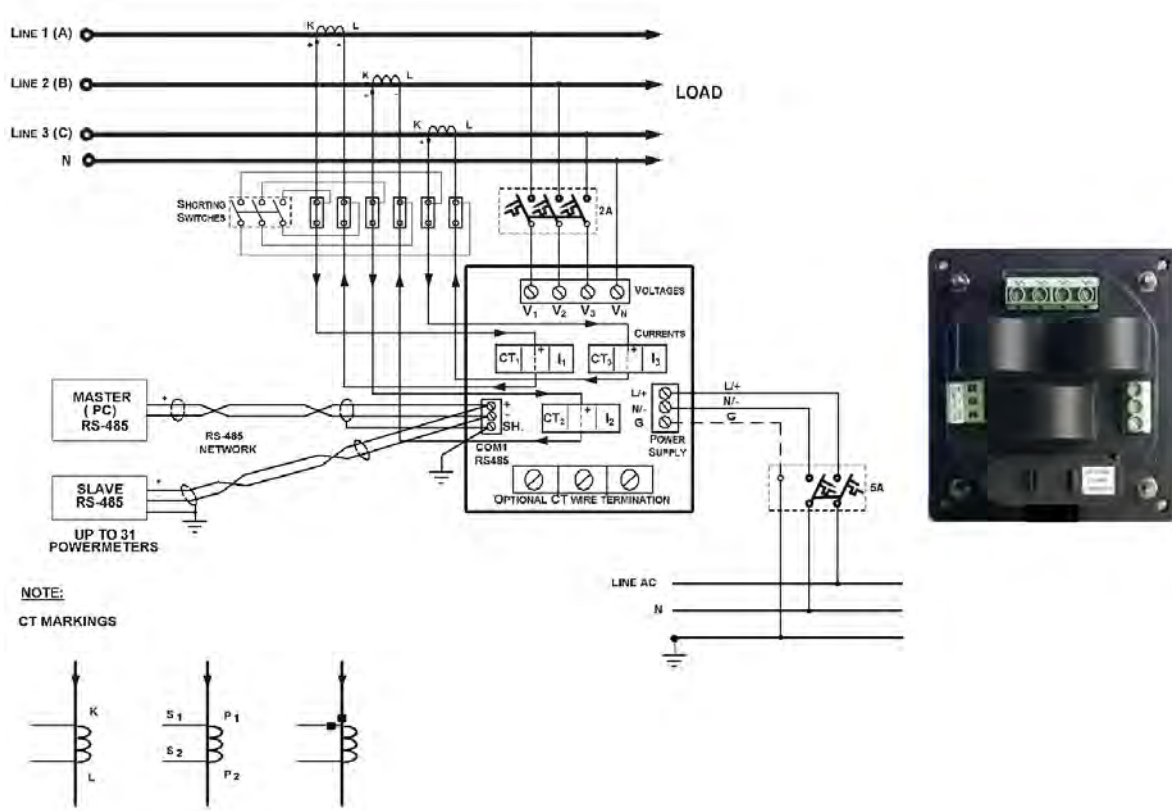 K L
LINE 1 (A)
+ -
K L
LINE 2 (B)
+ -
LOAD
K L
LINE 3 (C)
+ -
N
SHORTING
SWITCHES
2A
VOLTAGES
V1 V2 V3 VN
CURRENTS
CT1 + I1
CT3 + I3
MASTER
( PC)
RS-485
+
RS-485
NETWORK
+
-
SH.
COM1
RS485
CT2 + I2
L/+
N/-
G
POWER
SUPPLY
L/+
N/-
G
SLAVE
RS-485
+
UP TO 31
POWERMETERS
OPTIONAL CT WIRE TERMINATION
5A
LINE AC
N
NOTE:
CT MARKINGS
K
L
S1 P1
S2 P2